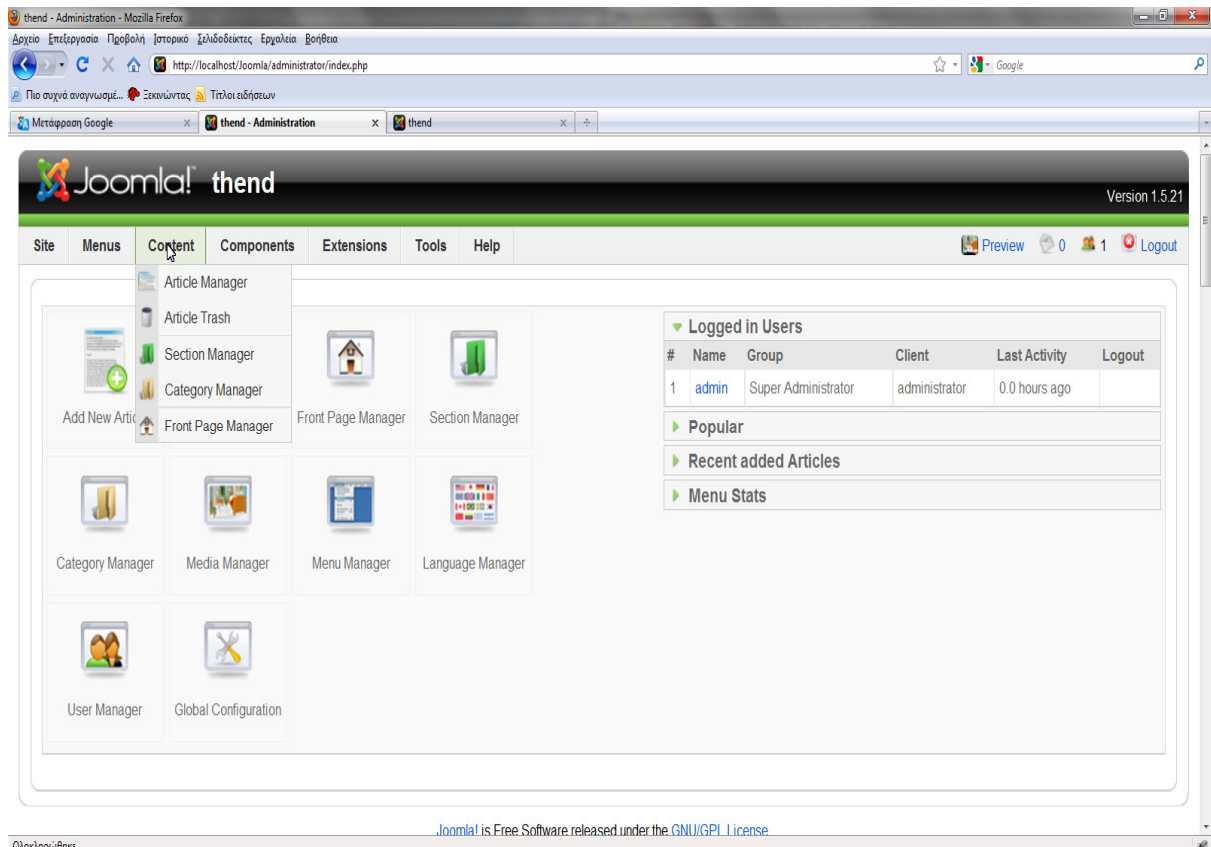 thend - Administration - Mozilla Firefox
Αρχείο Επεξεργασία Προβολή Ιστορικό Σελιδοδείκτες Εργαλεία Βοήθεια
http://localhost/Joomla/administrator/index.php
Google
Πιο συχνά αναγνωσμέ... Ξεκινώντας Τίτλοι ειδήσεων
Μετάφραση Google
thend - Administration
thend
Joomla! thend
Version 1.5.21
Site Menus Content Components Extensions Tools Help
Preview 0 1 Logout
Article Manager
Article Trash
Section Manager
Category Manager
Front Page Manager
Add New Artic
Front Page Manager
Section Manager
Category Manager
Media Manager
Menu Manager
Language Manager
User Manager
Global Configuration
Logged in Users
# Name Group Client Last Activity Logout
1 admin Super Administrator administrator 0.0 hours ago
Popular
Recent added Articles
Menu Stats
Joomla! is Free Software released under the GNU/GPL License
Ολοκληρώθηκε